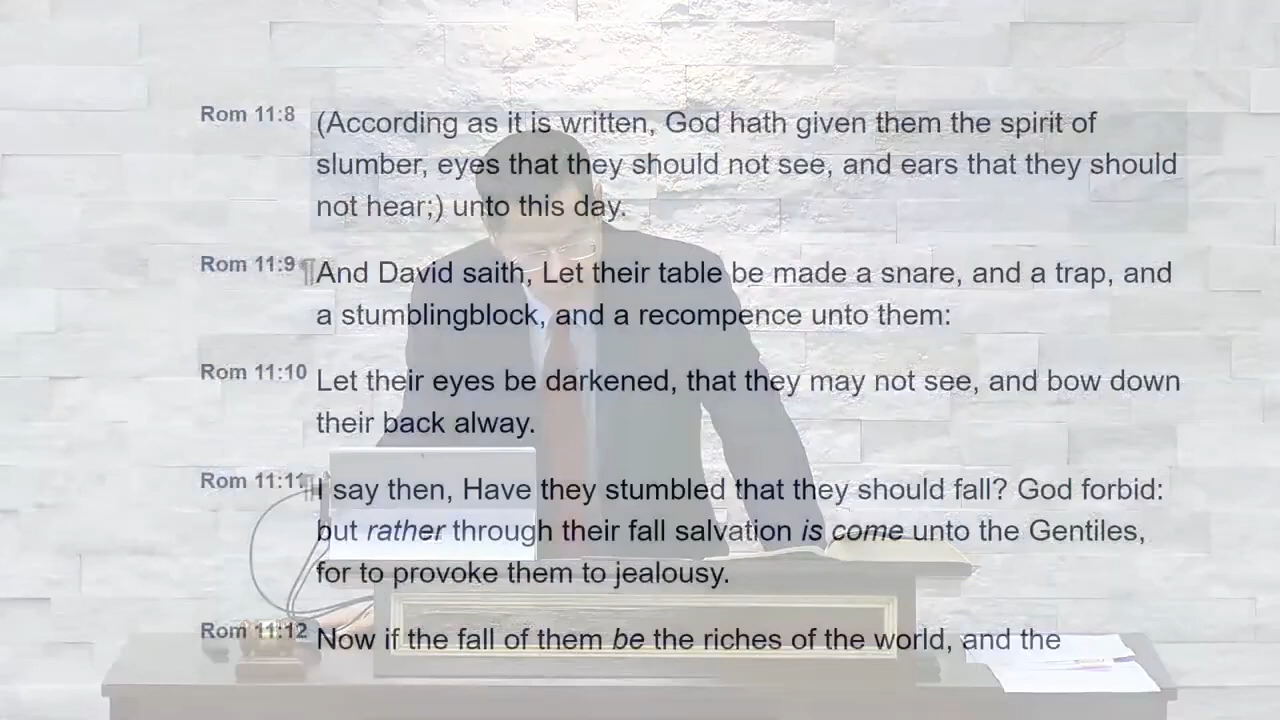 Rom 11:8 (According as it is written, God hath given them the spirit of
slumber, eyes that they should not see, and ears that they should
not hear;) unto this day.
Rom 11:9 ¶And David saith, Let their table be made a snare, and a trap, and
a stumblingblock, and a recompence unto them:
Rom 11:10 Let their eyes be darkened, that they may not see, and bow down
their back alway.
Rom 11:11 ¶I say then, Have they stumbled that they should fall? God forbid:
but rather through their fall salvation is come unto the Gentiles,
for to provoke them to jealousy.
Rom 11:12 Now if the fall of them be the riches of the world, and the